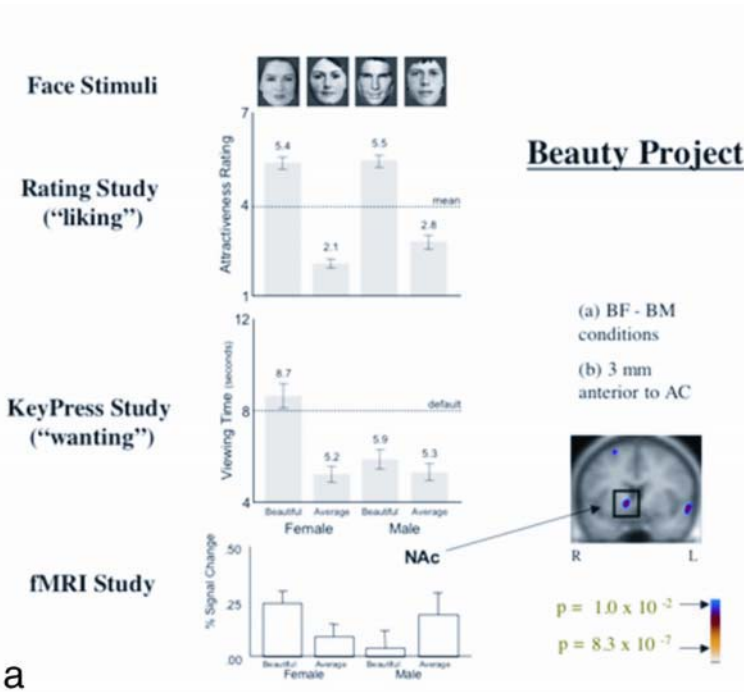 Face Stimuli
Beauty Project
Rating Study
("liking")
Attractiveness Rating
7
4
1
5.4
2.1
5.5
2.8
mean
(a) BF - BM
conditions
(b) 3 mm
anterior to AC
KeyPress Study
("wanting")
Viewing Time (seconds)
12
8
4
8.7
5.2
5.9
5.3
default
Beautiful Average Beautiful Average
Female Male
R L
NAc
fMRI Study
% Signal Change
.50
.25
.00
Beautiful Average Beautiful Average
Female Male
p = 1.0 x 10 -2
p = 8.3 x 10 -7
a